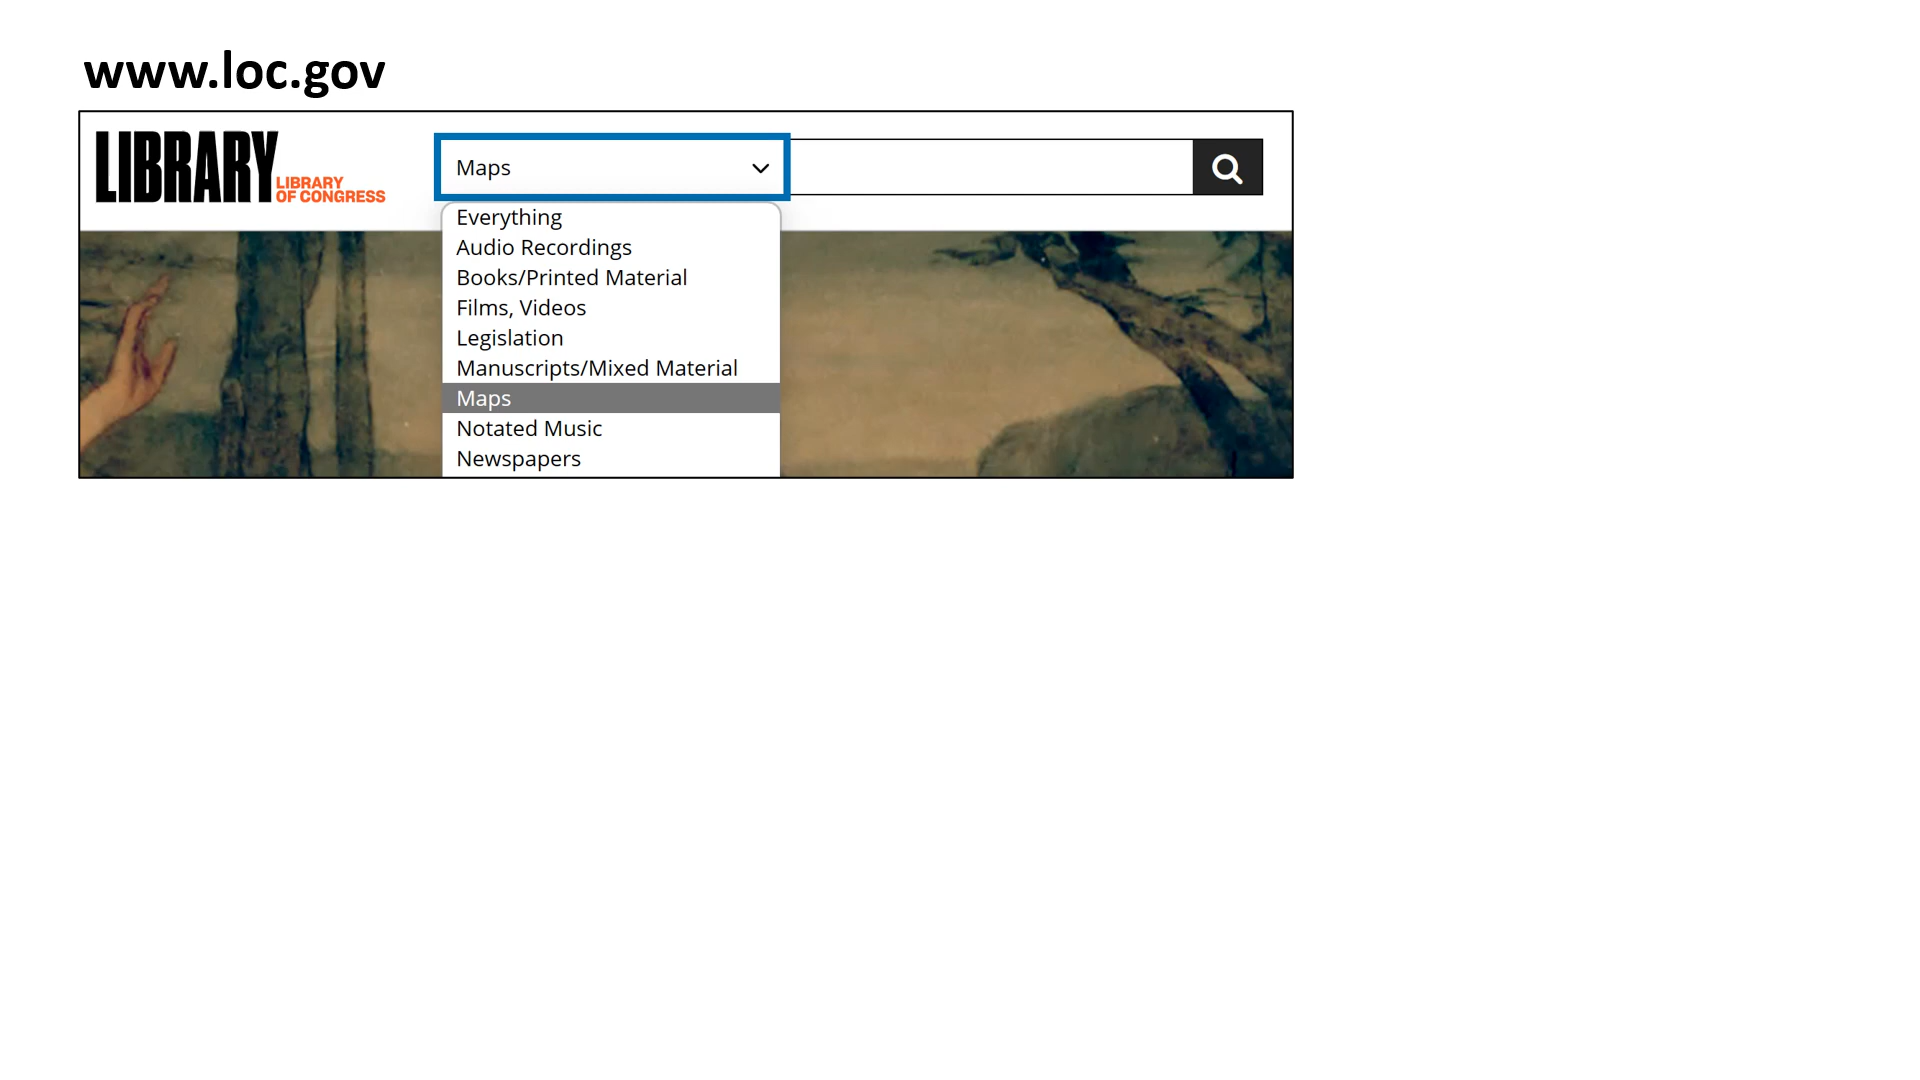 www.loc.gov
LIBRARY
LIBRARY
OF CONGRESS
Maps
Everything
Audio Recordings
Books/Printed Material
Films, Videos
Legislation
Manuscripts/Mixed Material
Maps
Notated Music
Newspapers